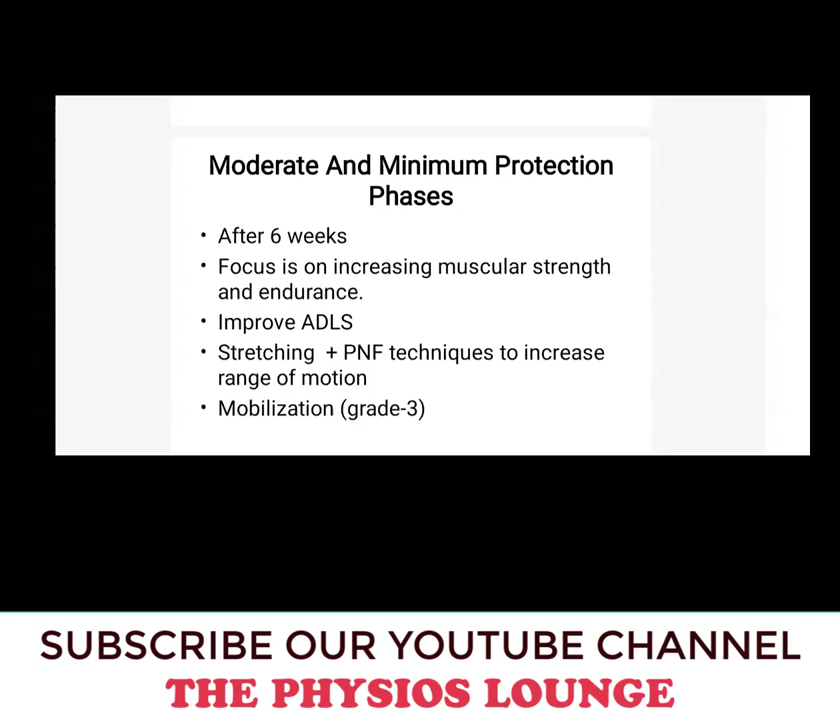 Moderate And Minimum Protection
Phases
• After 6 weeks
• Focus is on increasing muscular strength
and endurance.
• Improve ADLS
• Stretching + PNF techniques to increase
range of motion
• Mobilization (grade-3)
SUBSCRIBE OUR YOUTUBE CHANNEL
THE PHYSIOS LOUNGE